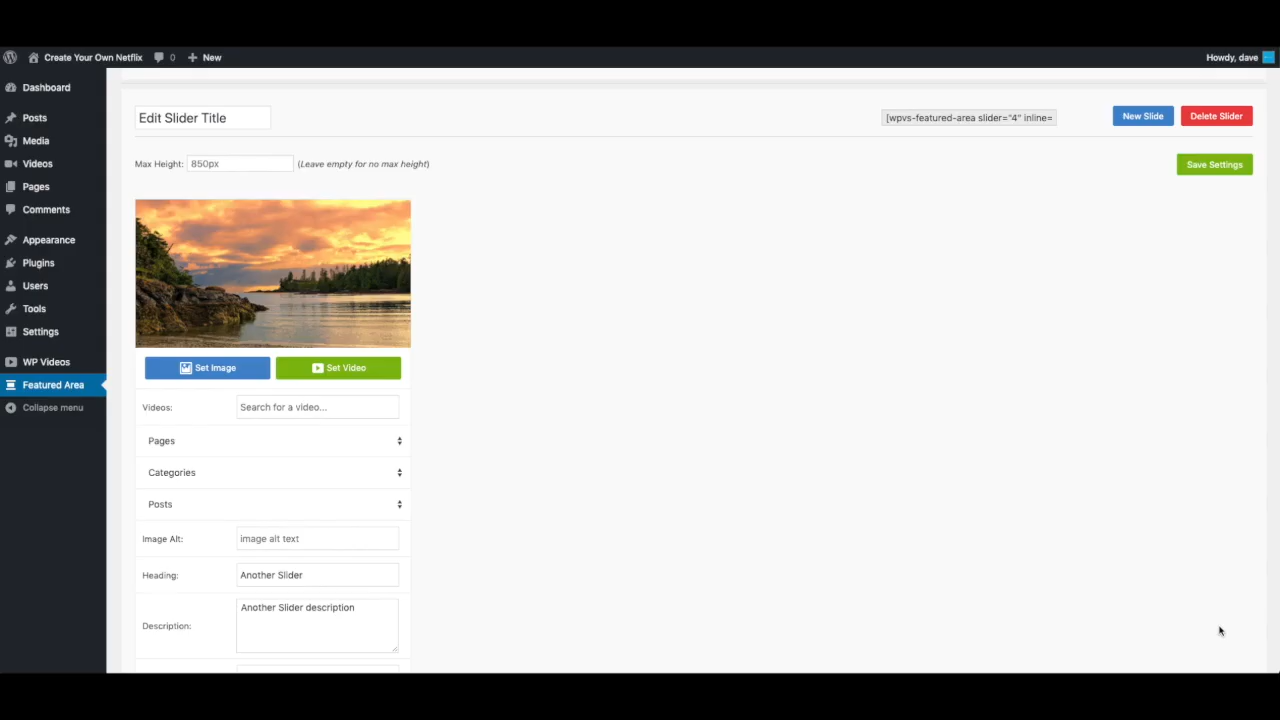 Create Your Own Netflix 0 New Howdy, dave
Dashboard
Posts
Media
Videos
Pages
Comments
Appearance
Plugins
Users
Tools
Settings
WP Videos
Featured Area
Collapse menu
Edit Slider Title [wpvs-featured-area slider="4" inline= New Slide Delete Slider
Max Height: 850px (Leave empty for no max height) Save Settings
Set Image Set Video
Videos: Search for a video...
Pages
Categories
Posts
Image Alt: image alt text
Heading: Another Slider
Another Slider description
Description: